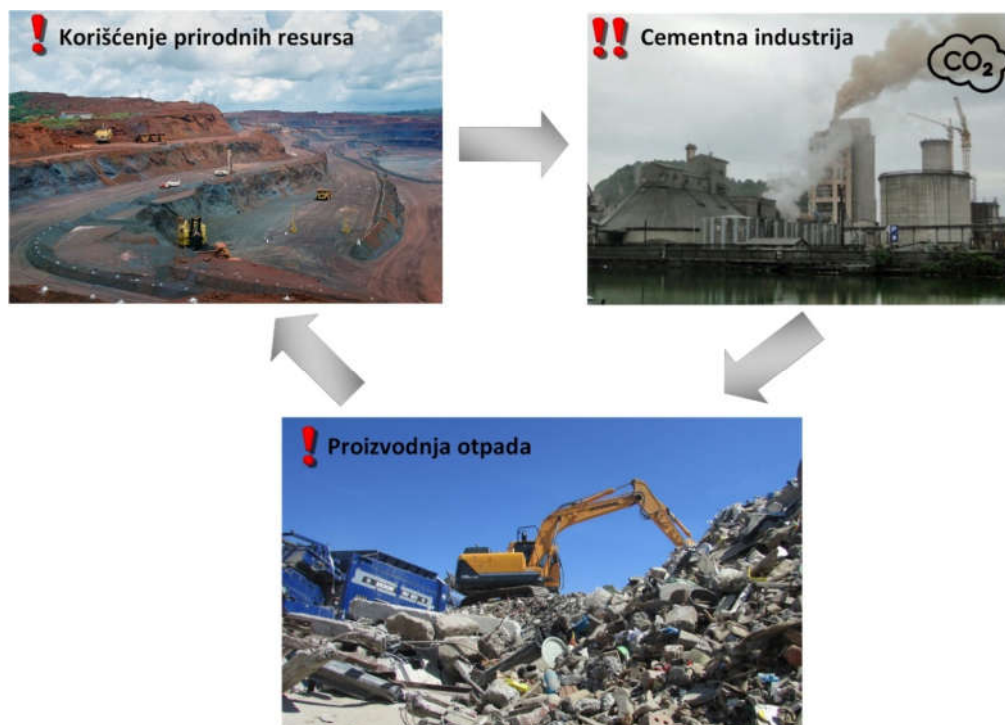 Korišćenje prirodnih resursa
Cementna industrija
CO₂
Proizvodnja otpada